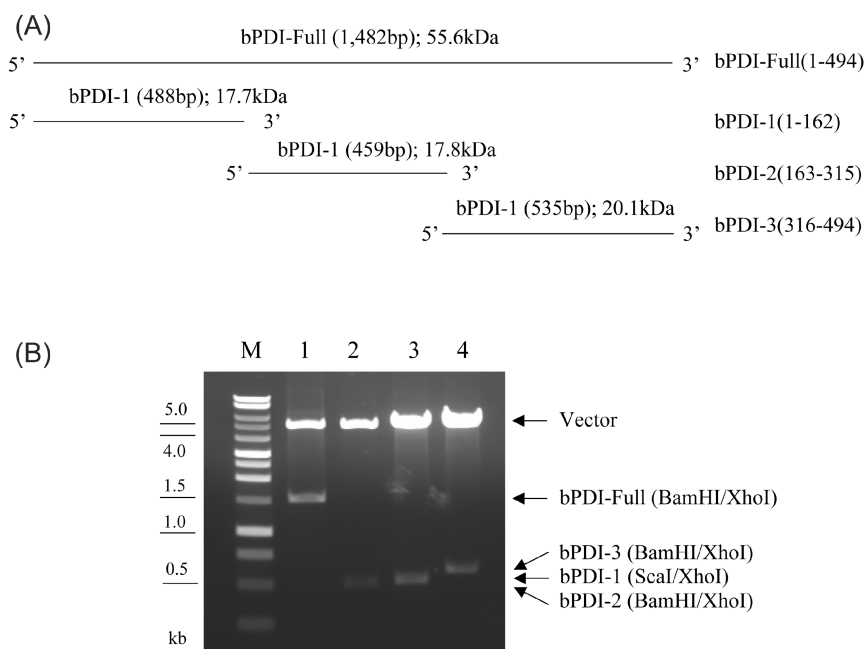 (A)
bPDI-Full (1,482bp); 55.6kDa
5’ 3’ bPDI-Full(1-494)
bPDI-1 (488bp); 17.7kDa
5’ 3’ bPDI-1(1-162)
bPDI-1 (459bp); 17.8kDa
5’ 3’ bPDI-2(163-315)
bPDI-1 (535bp); 20.1kDa
5’ 3’ bPDI-3(316-494)
(B)
M 1 2 3 4
5.0
Vector
4.0
1.5
bPDI-Full (BamHI/XhoI)
1.0
bPDI-3 (BamHI/XhoI)
0.5
bPDI-1 (ScaI/XhoI)
bPDI-2 (BamHI/XhoI)
kb